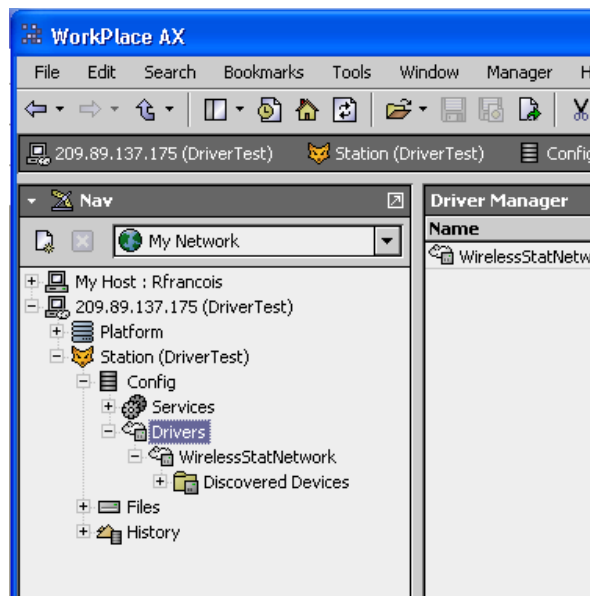 WorkPlace AX
File Edit Search Bookmarks Tools Window Manager H
209.89.137.175 (DriverTest) Station (DriverTest) Config
Nav
Driver Manager
My Network
Name
WirelessStatNetw
My Host : Rfrancois
209.89.137.175 (DriverTest)
Platform
Station (DriverTest)
Config
Services
Drivers
WirelessStatNetwork
Discovered Devices
Files
History